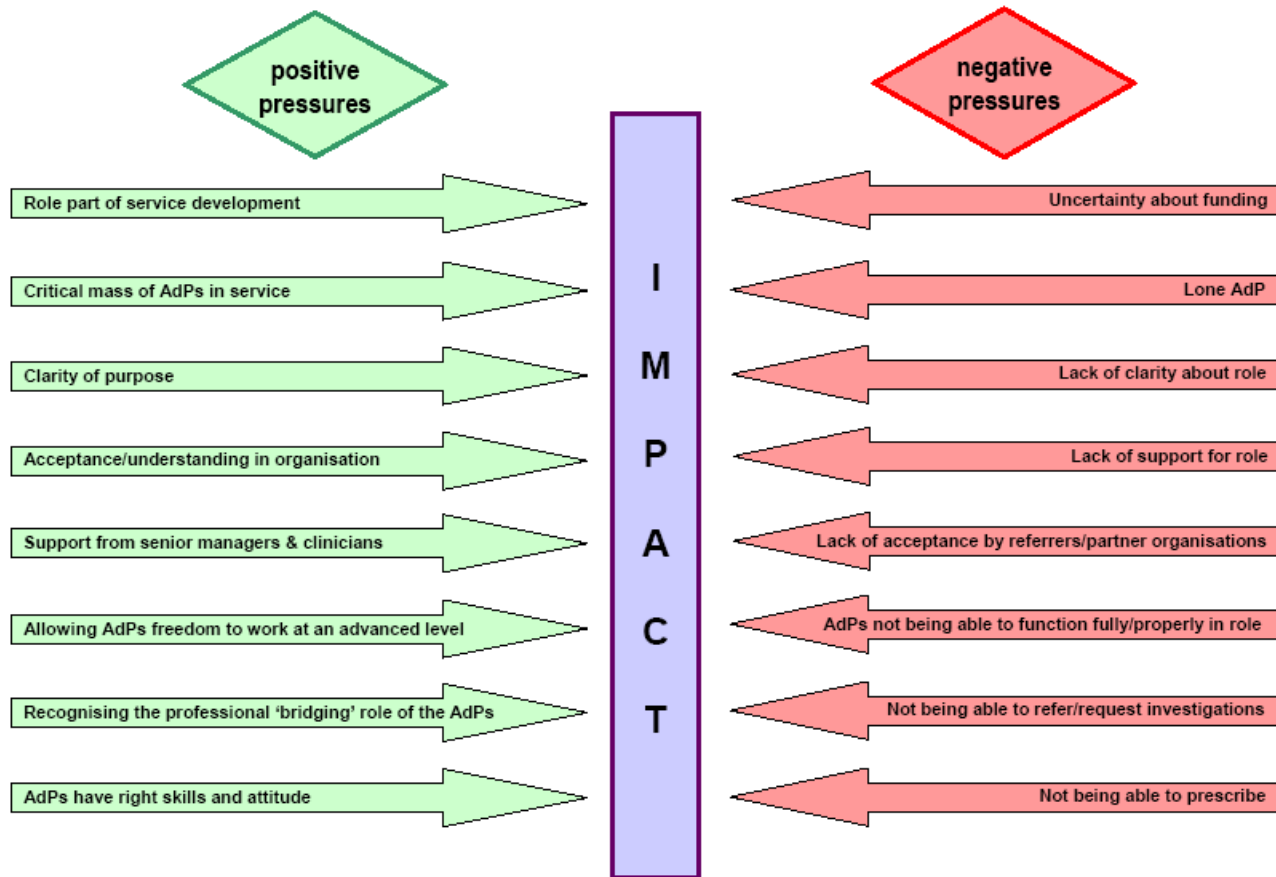 positive
pressures
negative
pressures
Role part of service development
Uncertainty about funding
Critical mass of AdPs in service
Lone AdP
Clarity of purpose
Lack of clarity about role
Acceptance/understanding in organisation
Lack of support for role
Support from senior managers & clinicians
Lack of acceptance by referrers/partner organisations
Allowing AdPs freedom to work at an advanced level
AdPs not being able to function fully/properly in role
Recognising the professional ‘bridging’ role of the AdPs
Not being able to refer/request investigations
AdPs have right skills and attitude
Not being able to prescribe
I
M
P
A
C
T